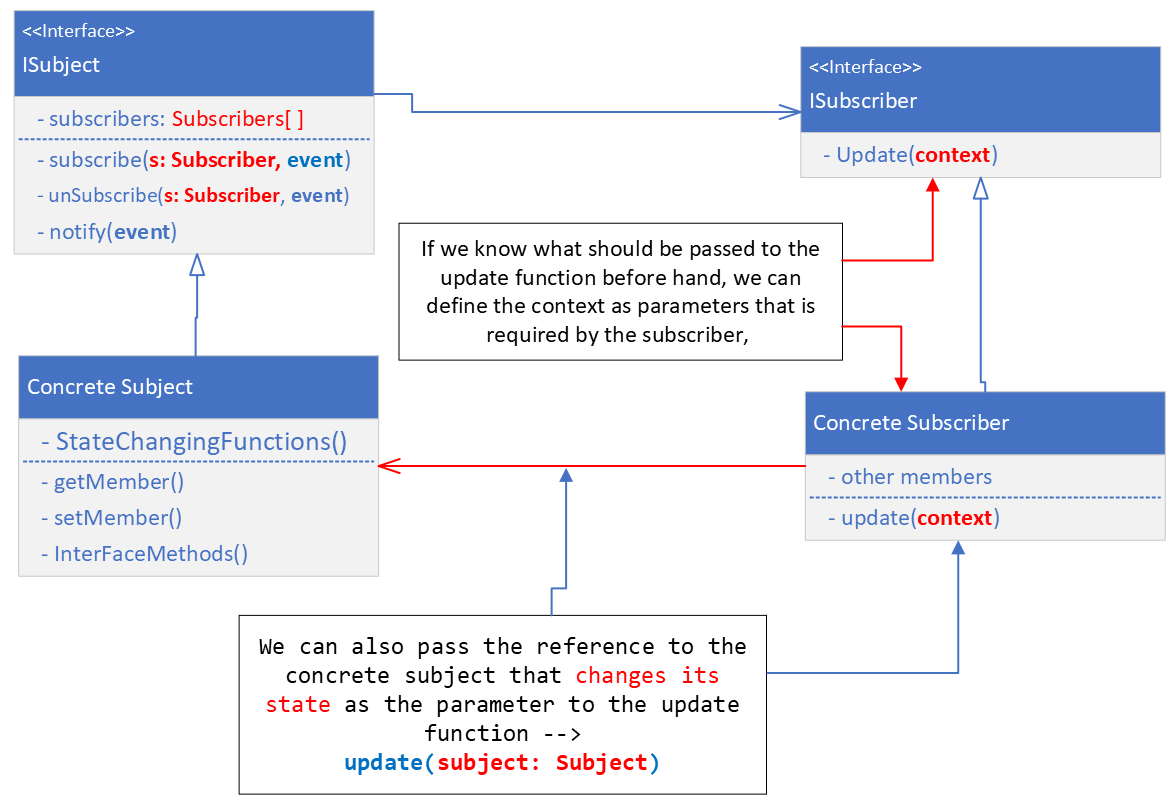 <<Interface>>
ISubject
- subscribers: Subscribers[ ]
- subscribe(s: Subscriber, event)
- unSubscribe(s: Subscriber, event)
- notify(event)
<<Interface>>
ISubscriber
- Update(context)
If we know what should be passed to the
update function before hand, we can
define the context as parameters that is
required by the subscriber,
Concrete Subject
- StateChangingFunctions()
- getMember()
- setMember()
- InterFaceMethods()
Concrete Subscriber
- other members
- update(context)
We can also pass the reference to the
concrete subject that changes its
state as the parameter to the update
function -->
update(subject: Subject)